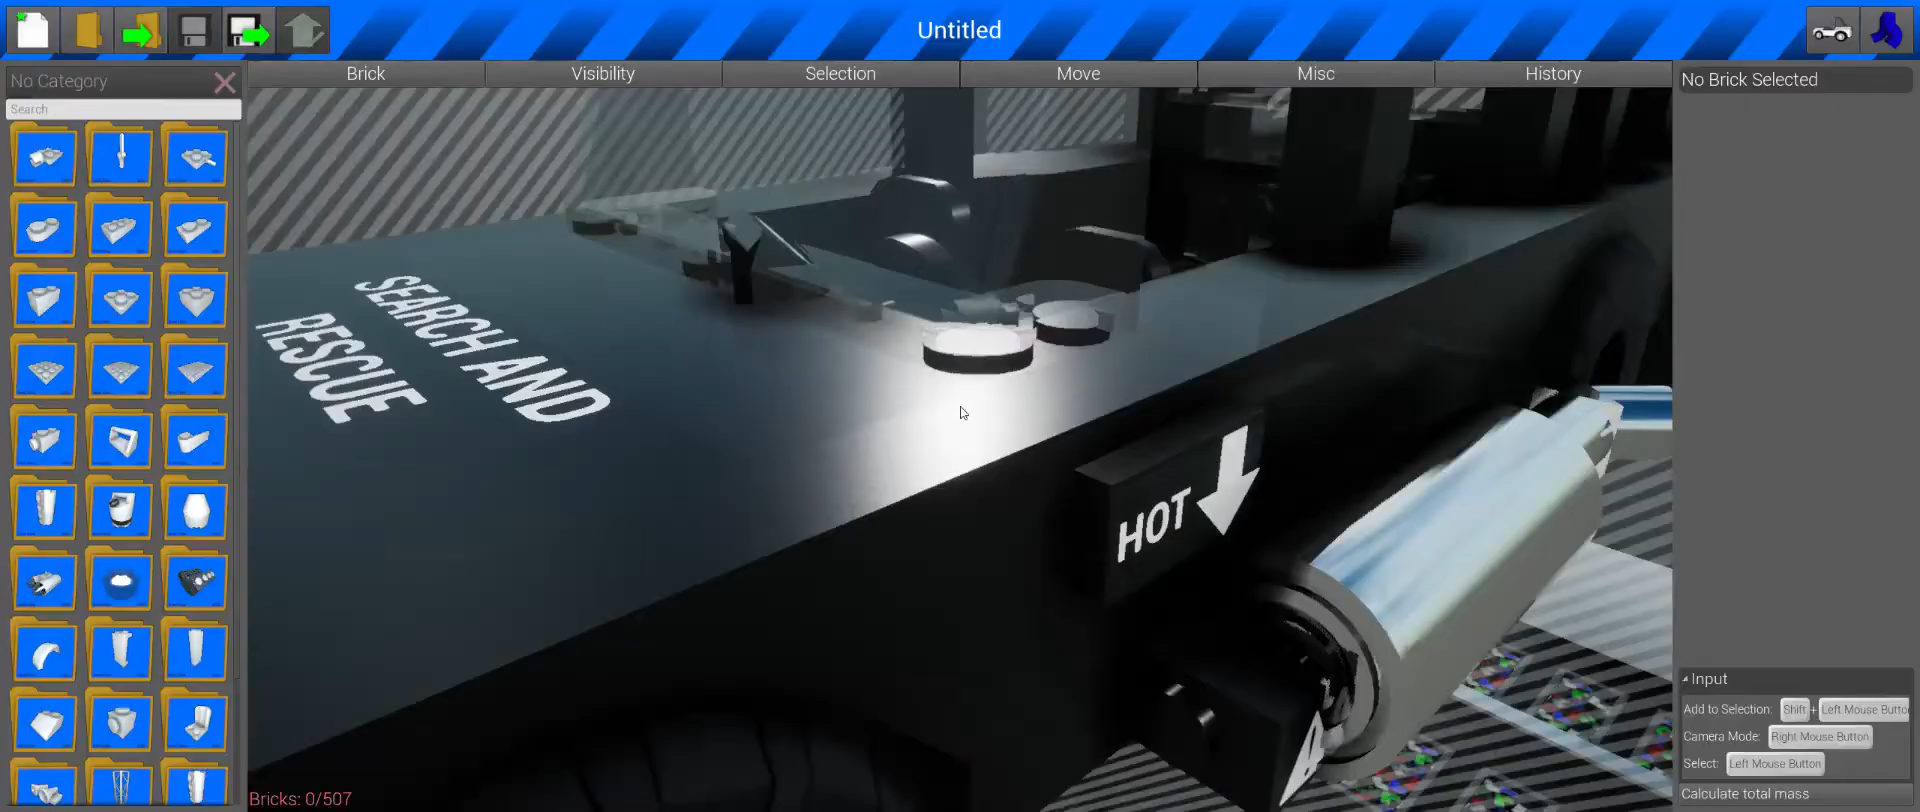 Untitled
No Category
Search
Brick
Visibility
Selection
Move
Misc
History
No Brick Selected
SEARCH AND
RESCUE
HOT
Input
Add to Selection: Shift + Left Mouse Butto
Camera Mode: Right Mouse Button
Select: Left Mouse Button
Calculate total mass
Bricks: 0/507